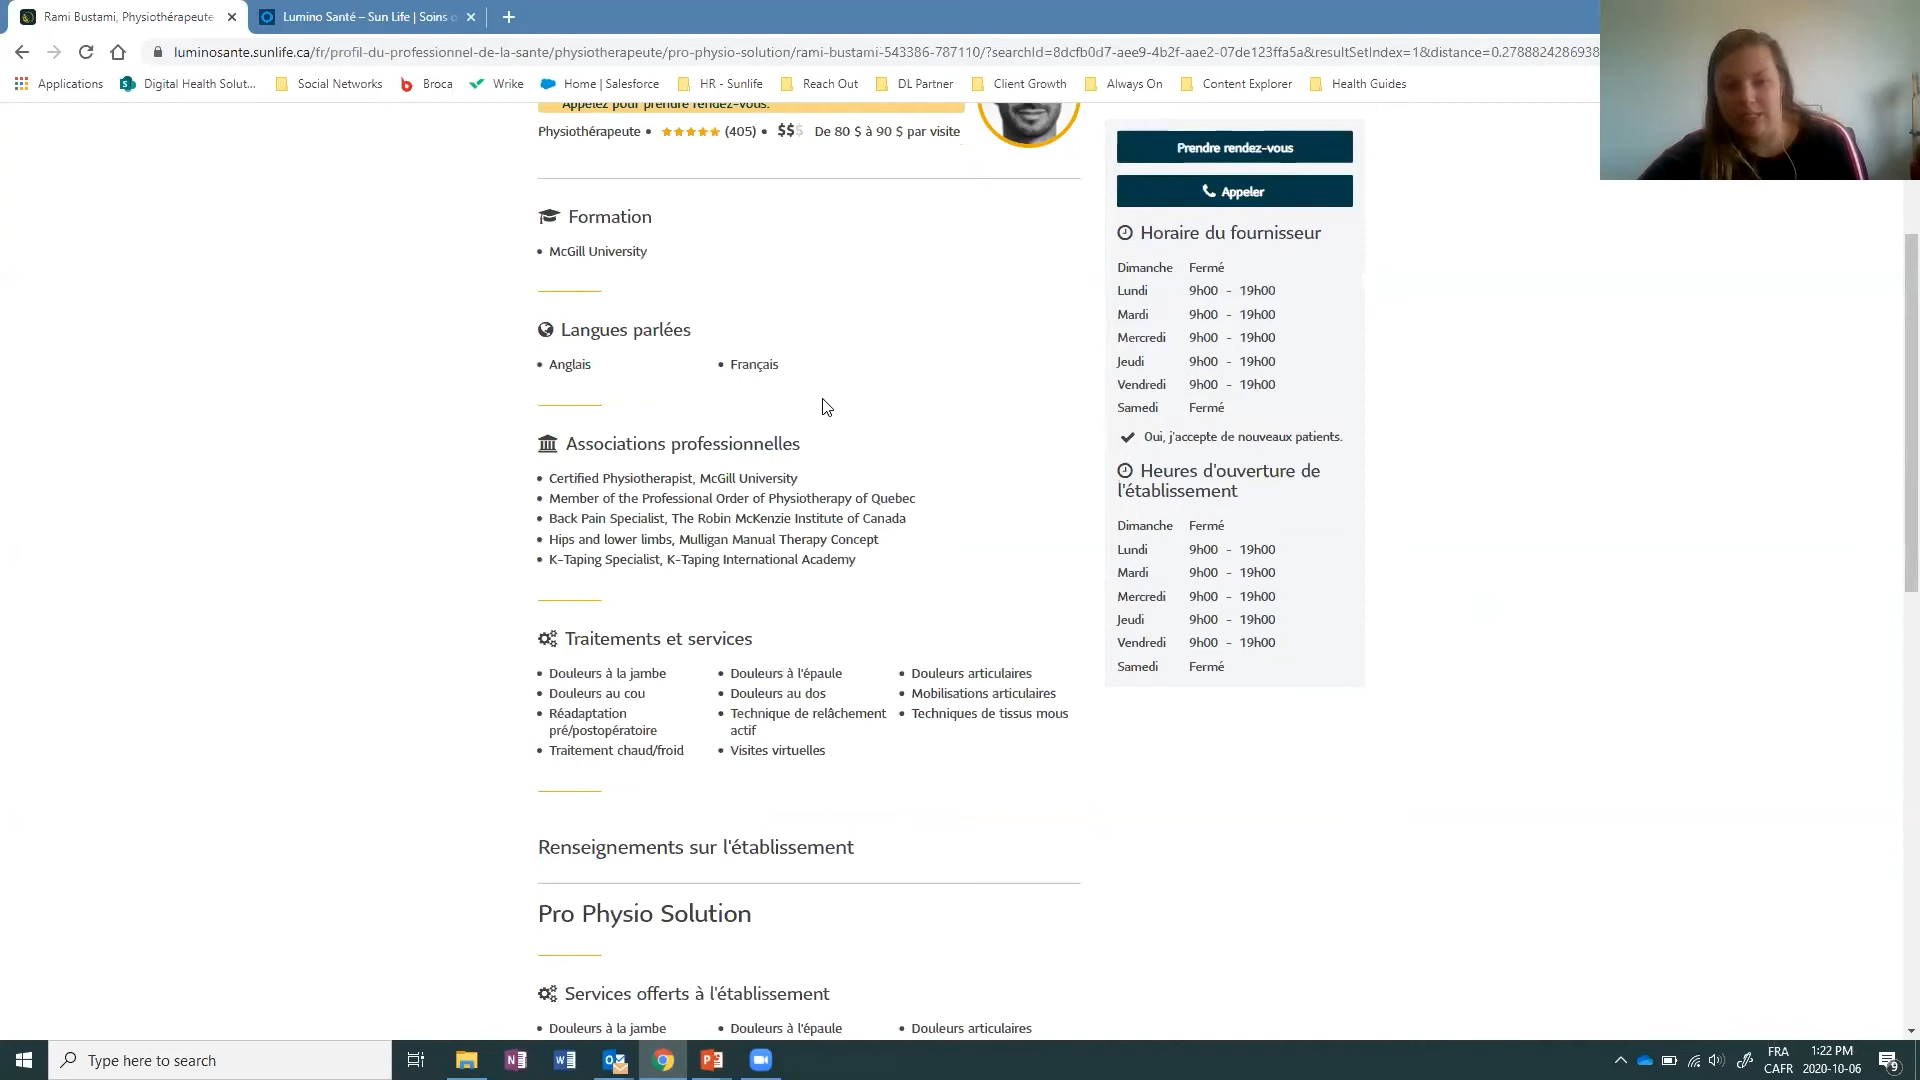 Rami Bustami, Physiothérapeute
Lumino Santé – Sun Life | Soins
luminosante.sunlife.ca/fr/profil-du-professionnel-de-la-sante/physiotherapeute/pro-physio-solution/rami-bustami-543386-787110/?searchId=8dcfb0d7-aee9-4b2f-aae2-07de123ffa5a&resultSetIndex=1&distance=0.2788824286938
Applications
Digital Health Solut...
Social Networks
Broca
Wrike
Home | Salesforce
HR - Sunlife
Reach Out
DL Partner
Client Growth
Always On
Content Explorer
Health Guides
Appelez pour prendre rendez-vous.
Physiothérapeute • ★★★★★ (405) • $$$ De 80 $ à 90 $ par visite
Formation
• McGill University
Langues parlées
• Anglais • Français
Associations professionnelles
• Certified Physiotherapist, McGill University
• Member of the Professional Order of Physiotherapy of Quebec
• Back Pain Specialist, The Robin McKenzie Institute of Canada
• Hips and lower limbs, Mulligan Manual Therapy Concept
• K-Taping Specialist, K-Taping International Academy
Traitements et services
• Douleurs à la jambe • Douleurs à l'épaule • Douleurs articulaires
• Douleurs au cou • Douleurs au dos • Mobilisations articulaires
• Réadaptation • Technique de relâchement • Techniques de tissus mous
pré/postopératoire actif
• Traitement chaud/froid • Visites virtuelles
Renseignements sur l'établissement
Pro Physio Solution
Services offerts à l'établissement
• Douleurs à la jambe • Douleurs à l'épaule • Douleurs articulaires
Prendre rendez-vous
Appeler
Horaire du fournisseur
Dimanche Fermé
Lundi 9h00 - 19h00
Mardi 9h00 - 19h00
Mercredi 9h00 - 19h00
Jeudi 9h00 - 19h00
Vendredi 9h00 - 19h00
Samedi Fermé
Oui, j'accepte de nouveaux patients.
Heures d'ouverture de
l'établissement
Dimanche Fermé
Lundi 9h00 - 19h00
Mardi 9h00 - 19h00
Mercredi 9h00 - 19h00
Jeudi 9h00 - 19h00
Vendredi 9h00 - 19h00
Samedi Fermé
Type here to search
FRA 1:22 PM
CAFR 2020-10-06
9